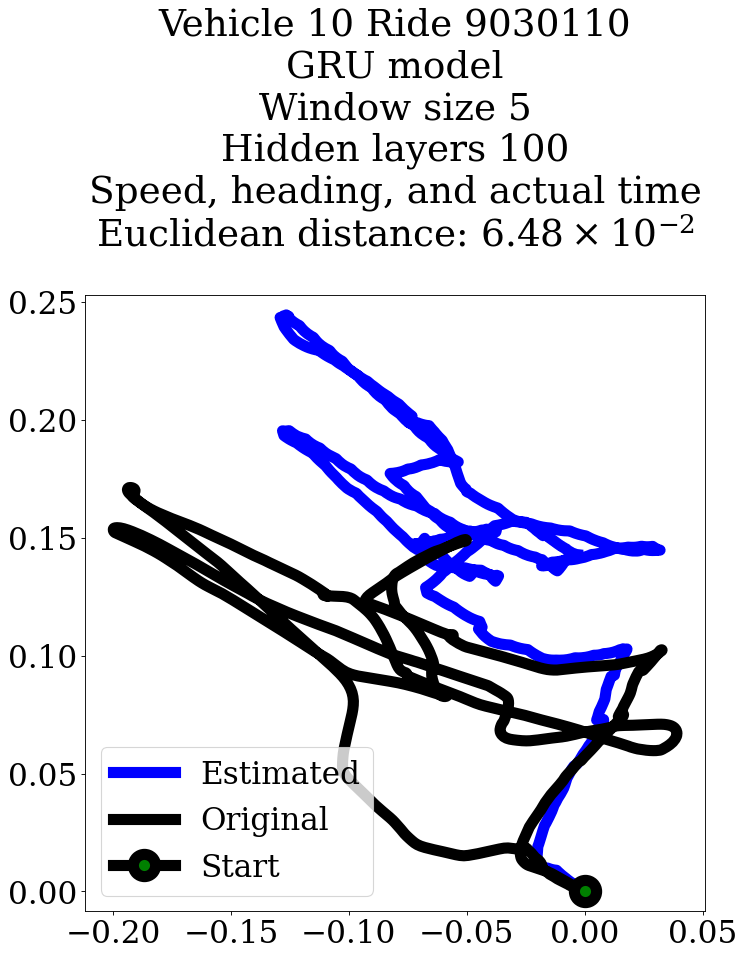 Vehicle 10 Ride 9030110
GRU model
Window size 5
Hidden layers 100
Speed, heading, and actual time
Euclidean distance: 6.48 × 10⁻²
0.25
0.20
0.15
0.10
0.05
0.00
Estimated
Original
Start
−0.20 −0.15 −0.10 −0.05 0.00 0.05